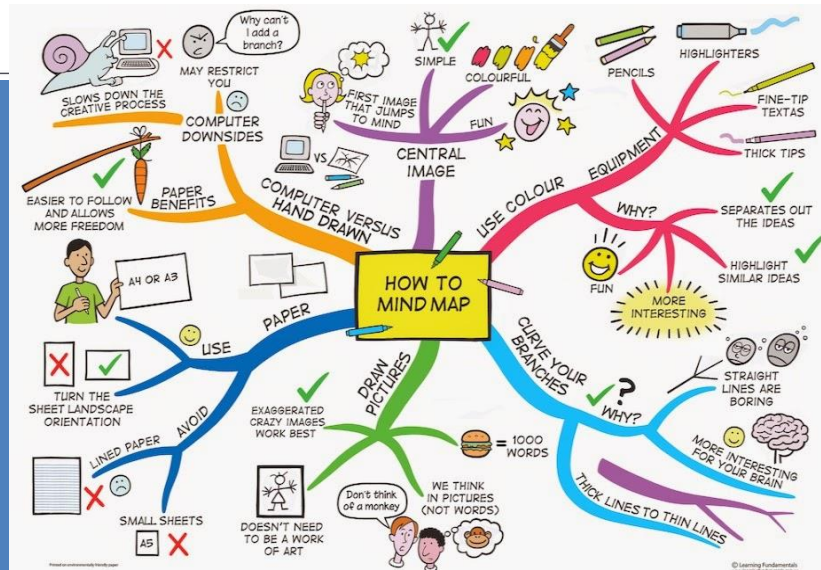 HOW TO
MIND MAP
CENTRAL
IMAGE
FIRST IMAGE
THAT JUMPS
TO MIND
SIMPLE
COLOURFUL
FUN
USE COLOUR
EQUIPMENT
PENCILS
HIGHLIGHTERS
FINE-TIP
TEXTAS
THICK TIPS
WHY?
SEPARATES OUT
THE IDEAS
HIGHLIGHT
SIMILAR IDEAS
MORE
INTERESTING
FUN
CURVE YOUR
BRANCHES
?
WHY?
STRAIGHT
LINES ARE
BORING
MORE INTERESTING
FOR YOUR
BRAIN
THICK LINES TO THIN LINES
DRAW
PICTURES
= 1000
WORDS
WE THINK
IN PICTURES
(NOT WORDS)
Don't think
of a monkey
DOESN'T NEED
TO BE A WORK
OF ART
EXAGGERATED
CRAZY IMAGES
WORK BEST
PAPER
USE
A4 OR A3
TURN THE
SHEET LANDSCAPE
ORIENTATION
AVOID
LINED PAPER
SMALL SHEETS
A5
COMPUTER VERSUS
HAND DRAWN
VS
PAPER
BENEFITS
EASIER TO FOLLOW
AND ALLOWS
MORE FREEDOM
COMPUTER
DOWNSIDES
SLOWS DOWN THE
CREATIVE PROCESS
MAY RESTRICT
YOU
Why can't
I add a
branch?
Printed on environmentally friendly paper
© Learning Fundamentals